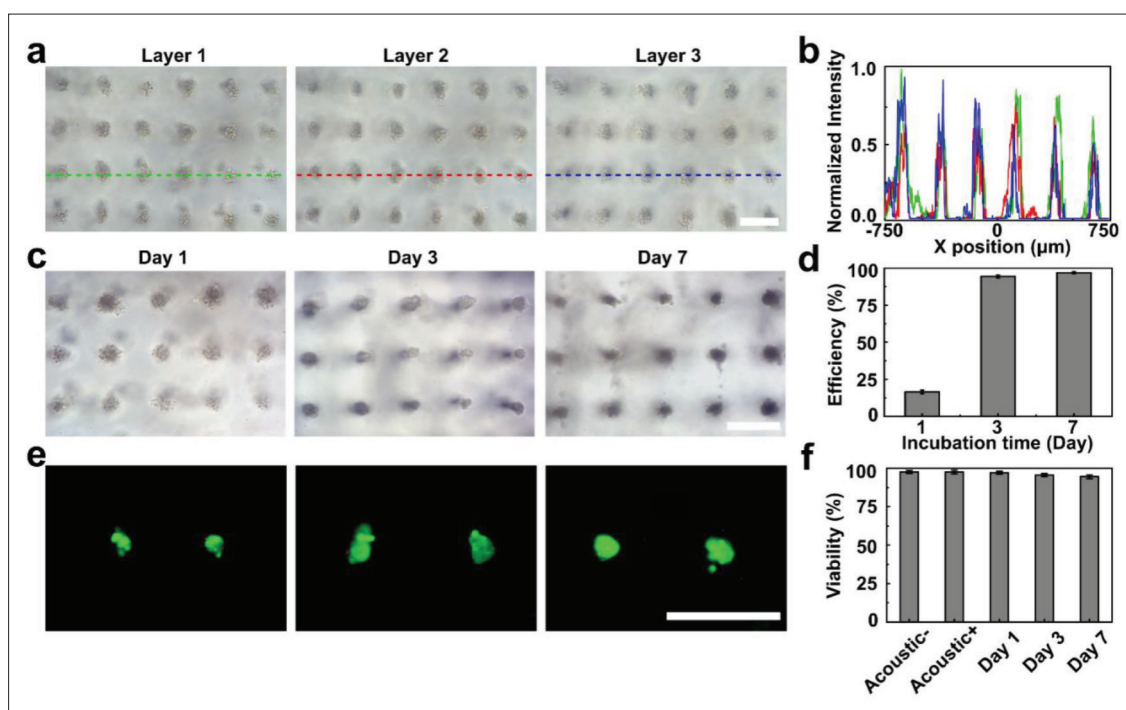 a
Layer 1
Layer 2
Layer 3
b
Normalized Intensity
1.0
0.5
0.0
-750
0
750
X position (µm)
c
Day 1
Day 3
Day 7
d
Efficiency (%)
100
75
50
25
0
1
3
7
Incubation time (Day)
e
f
Viability (%)
100
75
50
75
0
Acoustic-
Acoustic+
Day 1
Day 3
Day 7